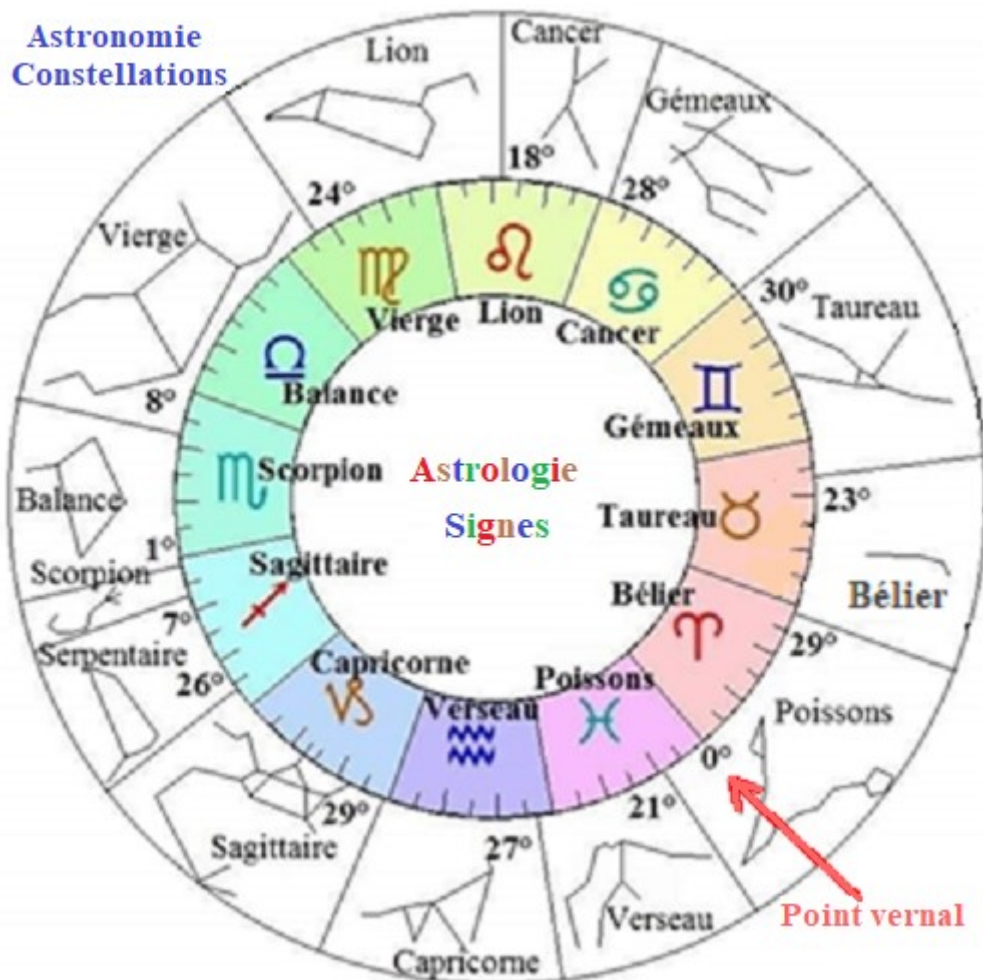 Astronomie
Constellations
Lion
Cancer
Gémeaux
Taureau
Bélier
Poissons
Verseau
Capricorne
Sagittaire
Serpentaire
Scorpion
Balance
Vierge
18°
28°
30°
23°
29°
0°
21°
27°
29°
26°
7°
1°
8°
24°
Vierge
Lion
Cancer
Gémeaux
Taureau
Bélier
Poissons
Verseau
Capricorne
Sagittaire
Scorpion
Balance
Astrologie
Signes
Point vernal